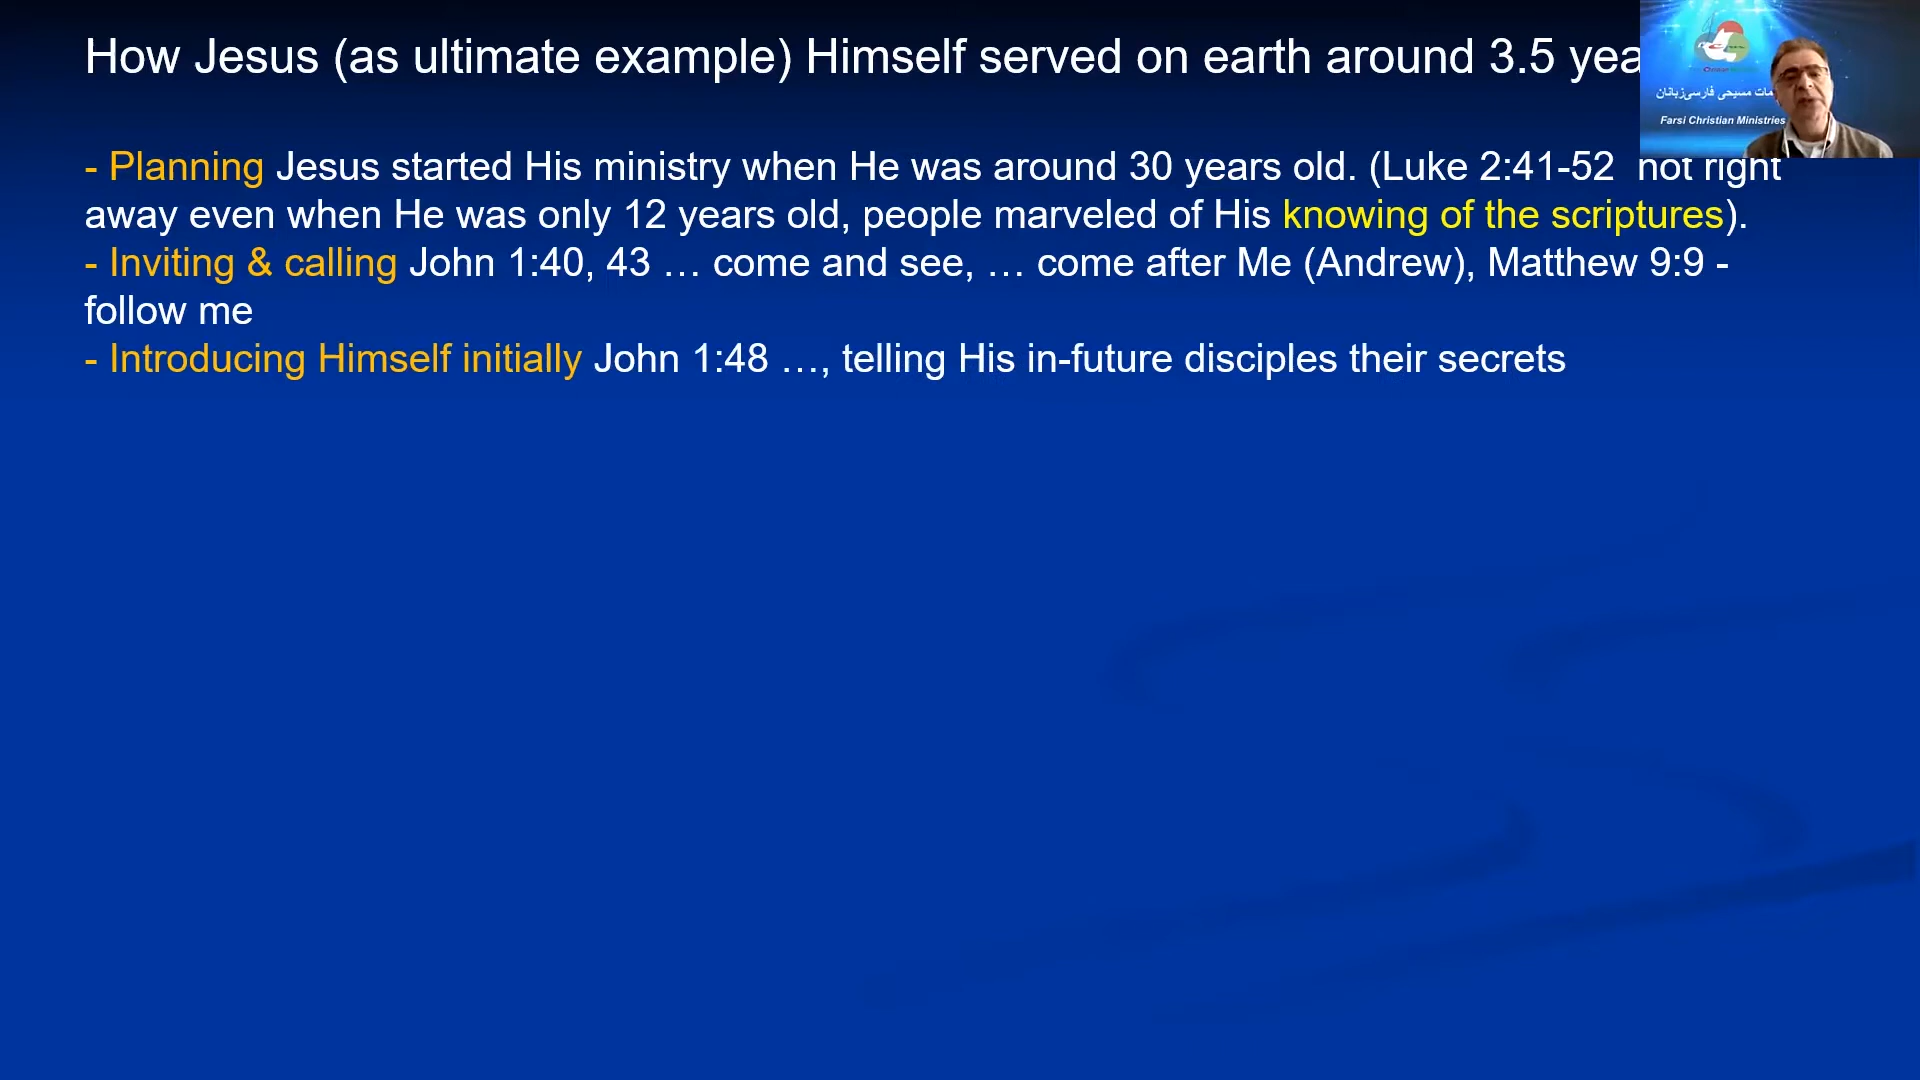 How Jesus (as ultimate example) Himself served on earth around 3.5
- Planning Jesus started His ministry when He was around 30 years old. (Luke 2:41-52  not right
away even when He was only 12 years old, people marveled of His knowing of the scriptures).
- Inviting & calling John 1:40, 43 … come and see, … come after Me (Andrew), Matthew 9:9 -
follow me
- Introducing Himself initially John 1:48 …, telling His in-future disciples their secrets
مسیحی فارسی‌زبانان
Farsi Christian Ministries